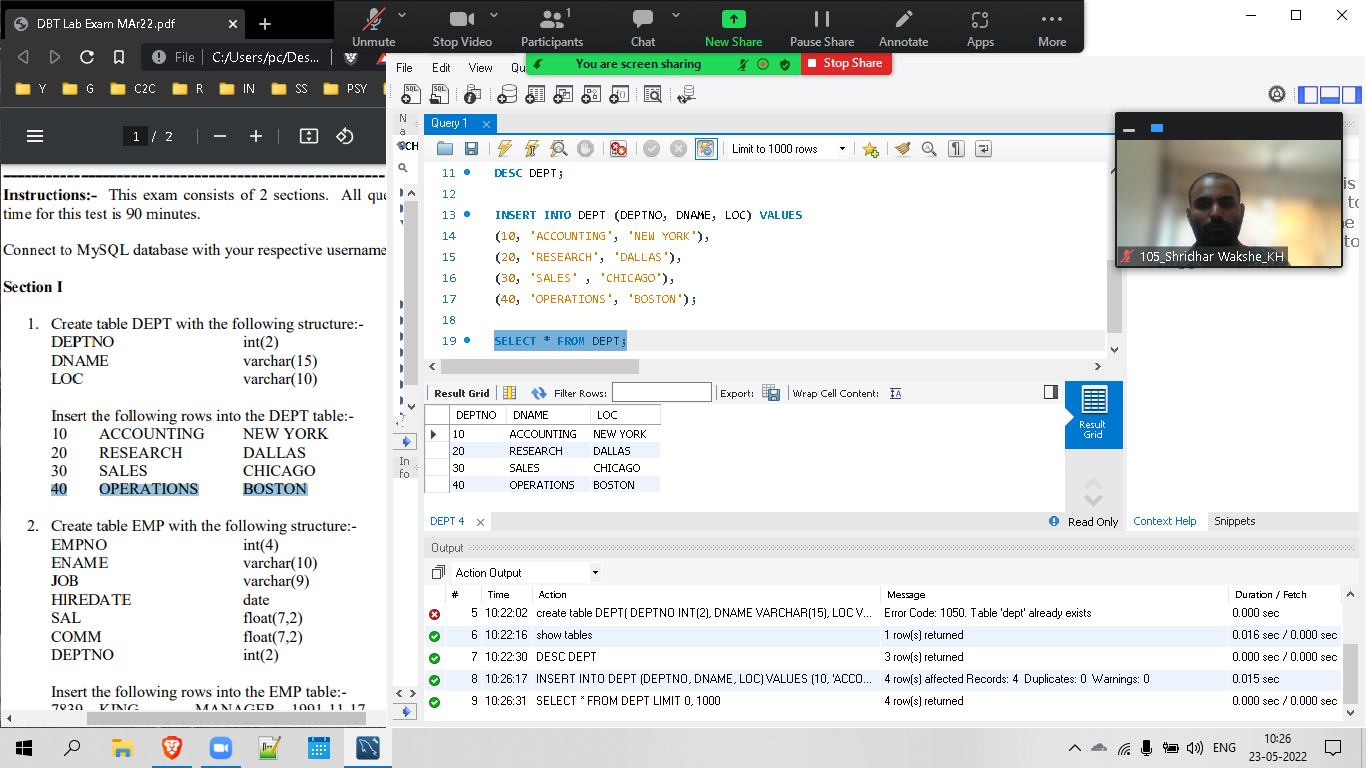 DBT Lab Exam MAr22.pdf
Unmute
Stop Video
Participants
1
Chat
New Share
Pause Share
Annotate
Apps
More
You are screen sharing
Stop Share
File
C:/Users/pc/Des...
Y
G
C2C
R
IN
SS
PSY
1 / 2
Instructions:- This exam consists of 2 sections. All que
time for this test is 90 minutes.
Connect to MySQL database with your respective username
Section I
1. Create table DEPT with the following structure:-
DEPTNO int(2)
DNAME varchar(15)
LOC varchar(10)
Insert the following rows into the DEPT table:-
10 ACCOUNTING NEW YORK
20 RESEARCH DALLAS
30 SALES CHICAGO
40 OPERATIONS BOSTON
2. Create table EMP with the following structure:-
EMPNO int(4)
ENAME varchar(10)
JOB varchar(9)
HIREDATE date
SAL float(7,2)
COMM float(7,2)
DEPTNO int(2)
Insert the following rows into the EMP table:-
7839 KING MANAGER 1991-11-17
File Edit View Qu
Query 1
Limit to 1000 rows
11 DESC DEPT;
12
13 INSERT INTO DEPT (DEPTNO, DNAME, LOC) VALUES
14 (10, 'ACCOUNTING', 'NEW YORK'),
15 (20, 'RESEARCH', 'DALLAS'),
16 (30, 'SALES' , 'CHICAGO'),
17 (40, 'OPERATIONS', 'BOSTON');
18
19 SELECT * FROM DEPT;
Na
CH
In
fo
Result Grid Filter Rows: Export: Wrap Cell Content:
DEPTNO DNAME LOC
10 ACCOUNTING NEW YORK
20 RESEARCH DALLAS
30 SALES CHICAGO
40 OPERATIONS BOSTON
Result
Grid
DEPT 4
Read Only
Context Help
Snippets
105_Shridhar Wakshe_KH
Output
Action Output
# Time Action Message Duration / Fetch
5 10:22:02 create table DEPT( DEPTNO INT(2), DNAME VARCHAR(15), LOC V... Error Code: 1050. Table 'dept' already exists 0.000 sec
6 10:22:16 show tables 1 row(s) returned 0.016 sec / 0.000 sec
7 10:22:30 DESC DEPT 3 row(s) returned 0.000 sec / 0.000 sec
8 10:26:17 INSERT INTO DEPT (DEPTNO, DNAME, LOC) VALUES (10, 'ACCO... 4 row(s) affected Records: 4 Duplicates: 0 Warnings: 0 0.015 sec
9 10:26:31 SELECT * FROM DEPT LIMIT 0, 1000 4 row(s) returned 0.000 sec / 0.000 sec
ENG
10:26
23-05-2022